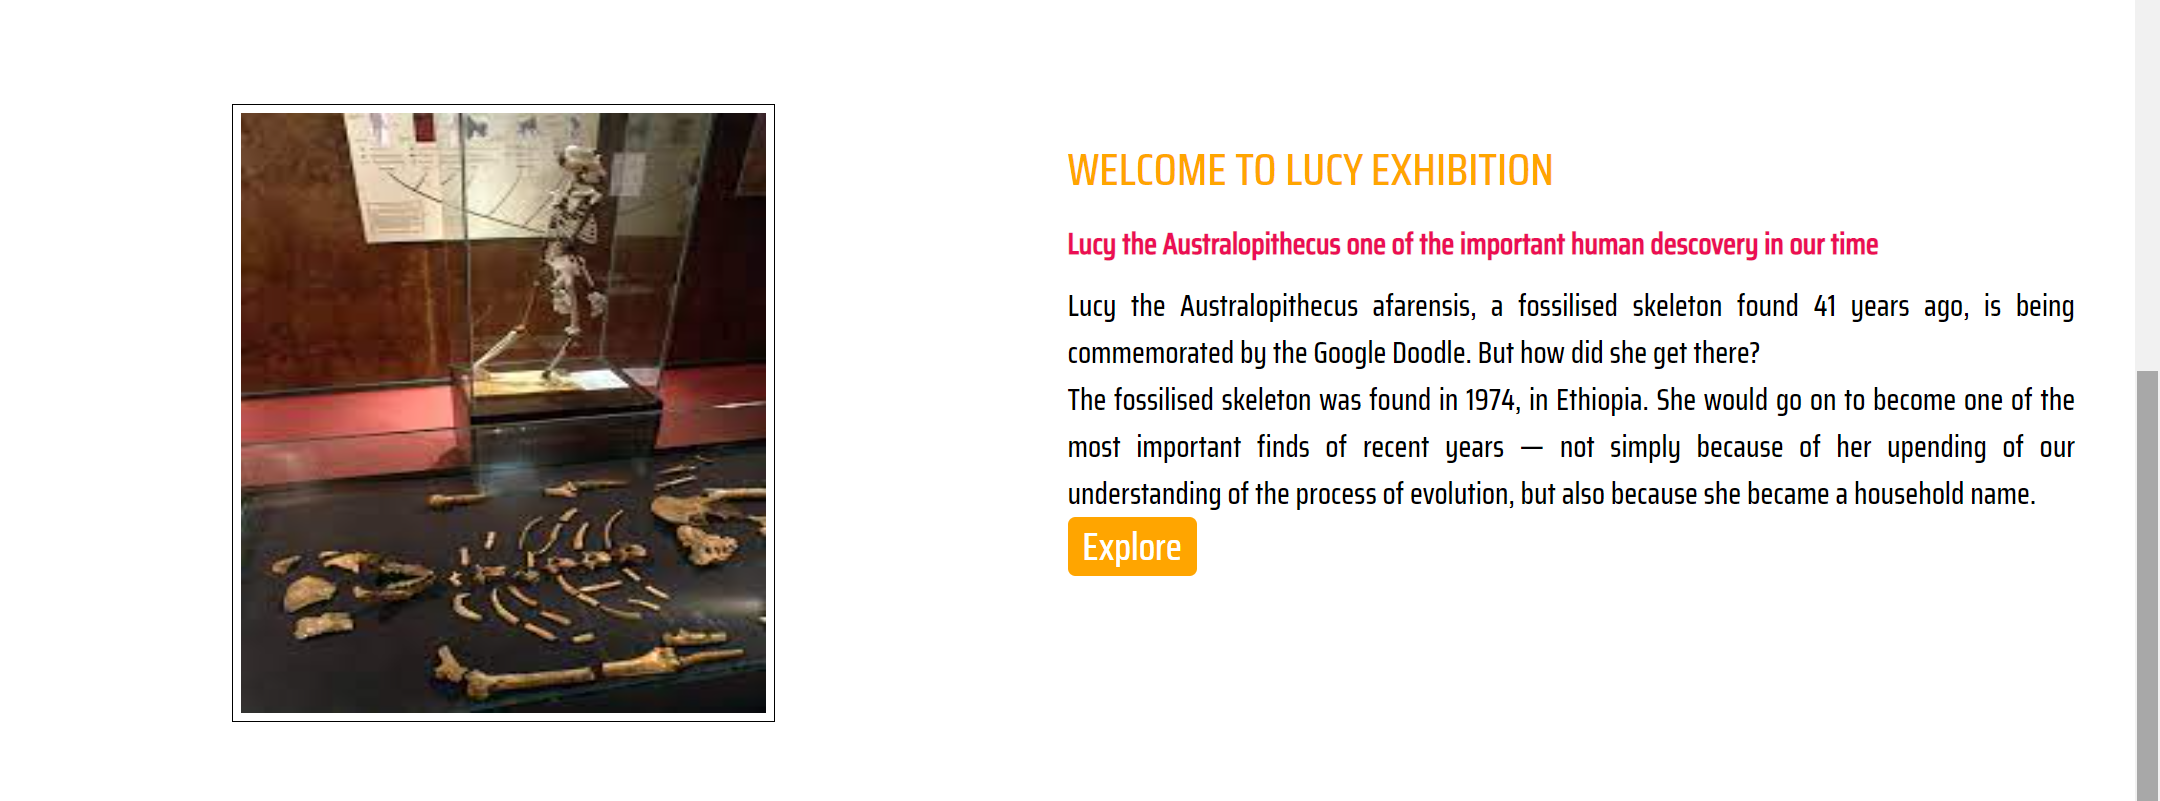 WELCOME TO LUCY EXHIBITION
Lucy the Australopithecus one of the important human descovery in our time
Lucy the Australopithecus afarensis, a fossilised skeleton found 41 years ago, is being
commemorated by the Google Doodle. But how did she get there?
The fossilised skeleton was found in 1974, in Ethiopia. She would go on to become one of the
most important finds of recent years — not simply because of her upending of our
understanding of the process of evolution, but also because she became a household name.
Explore